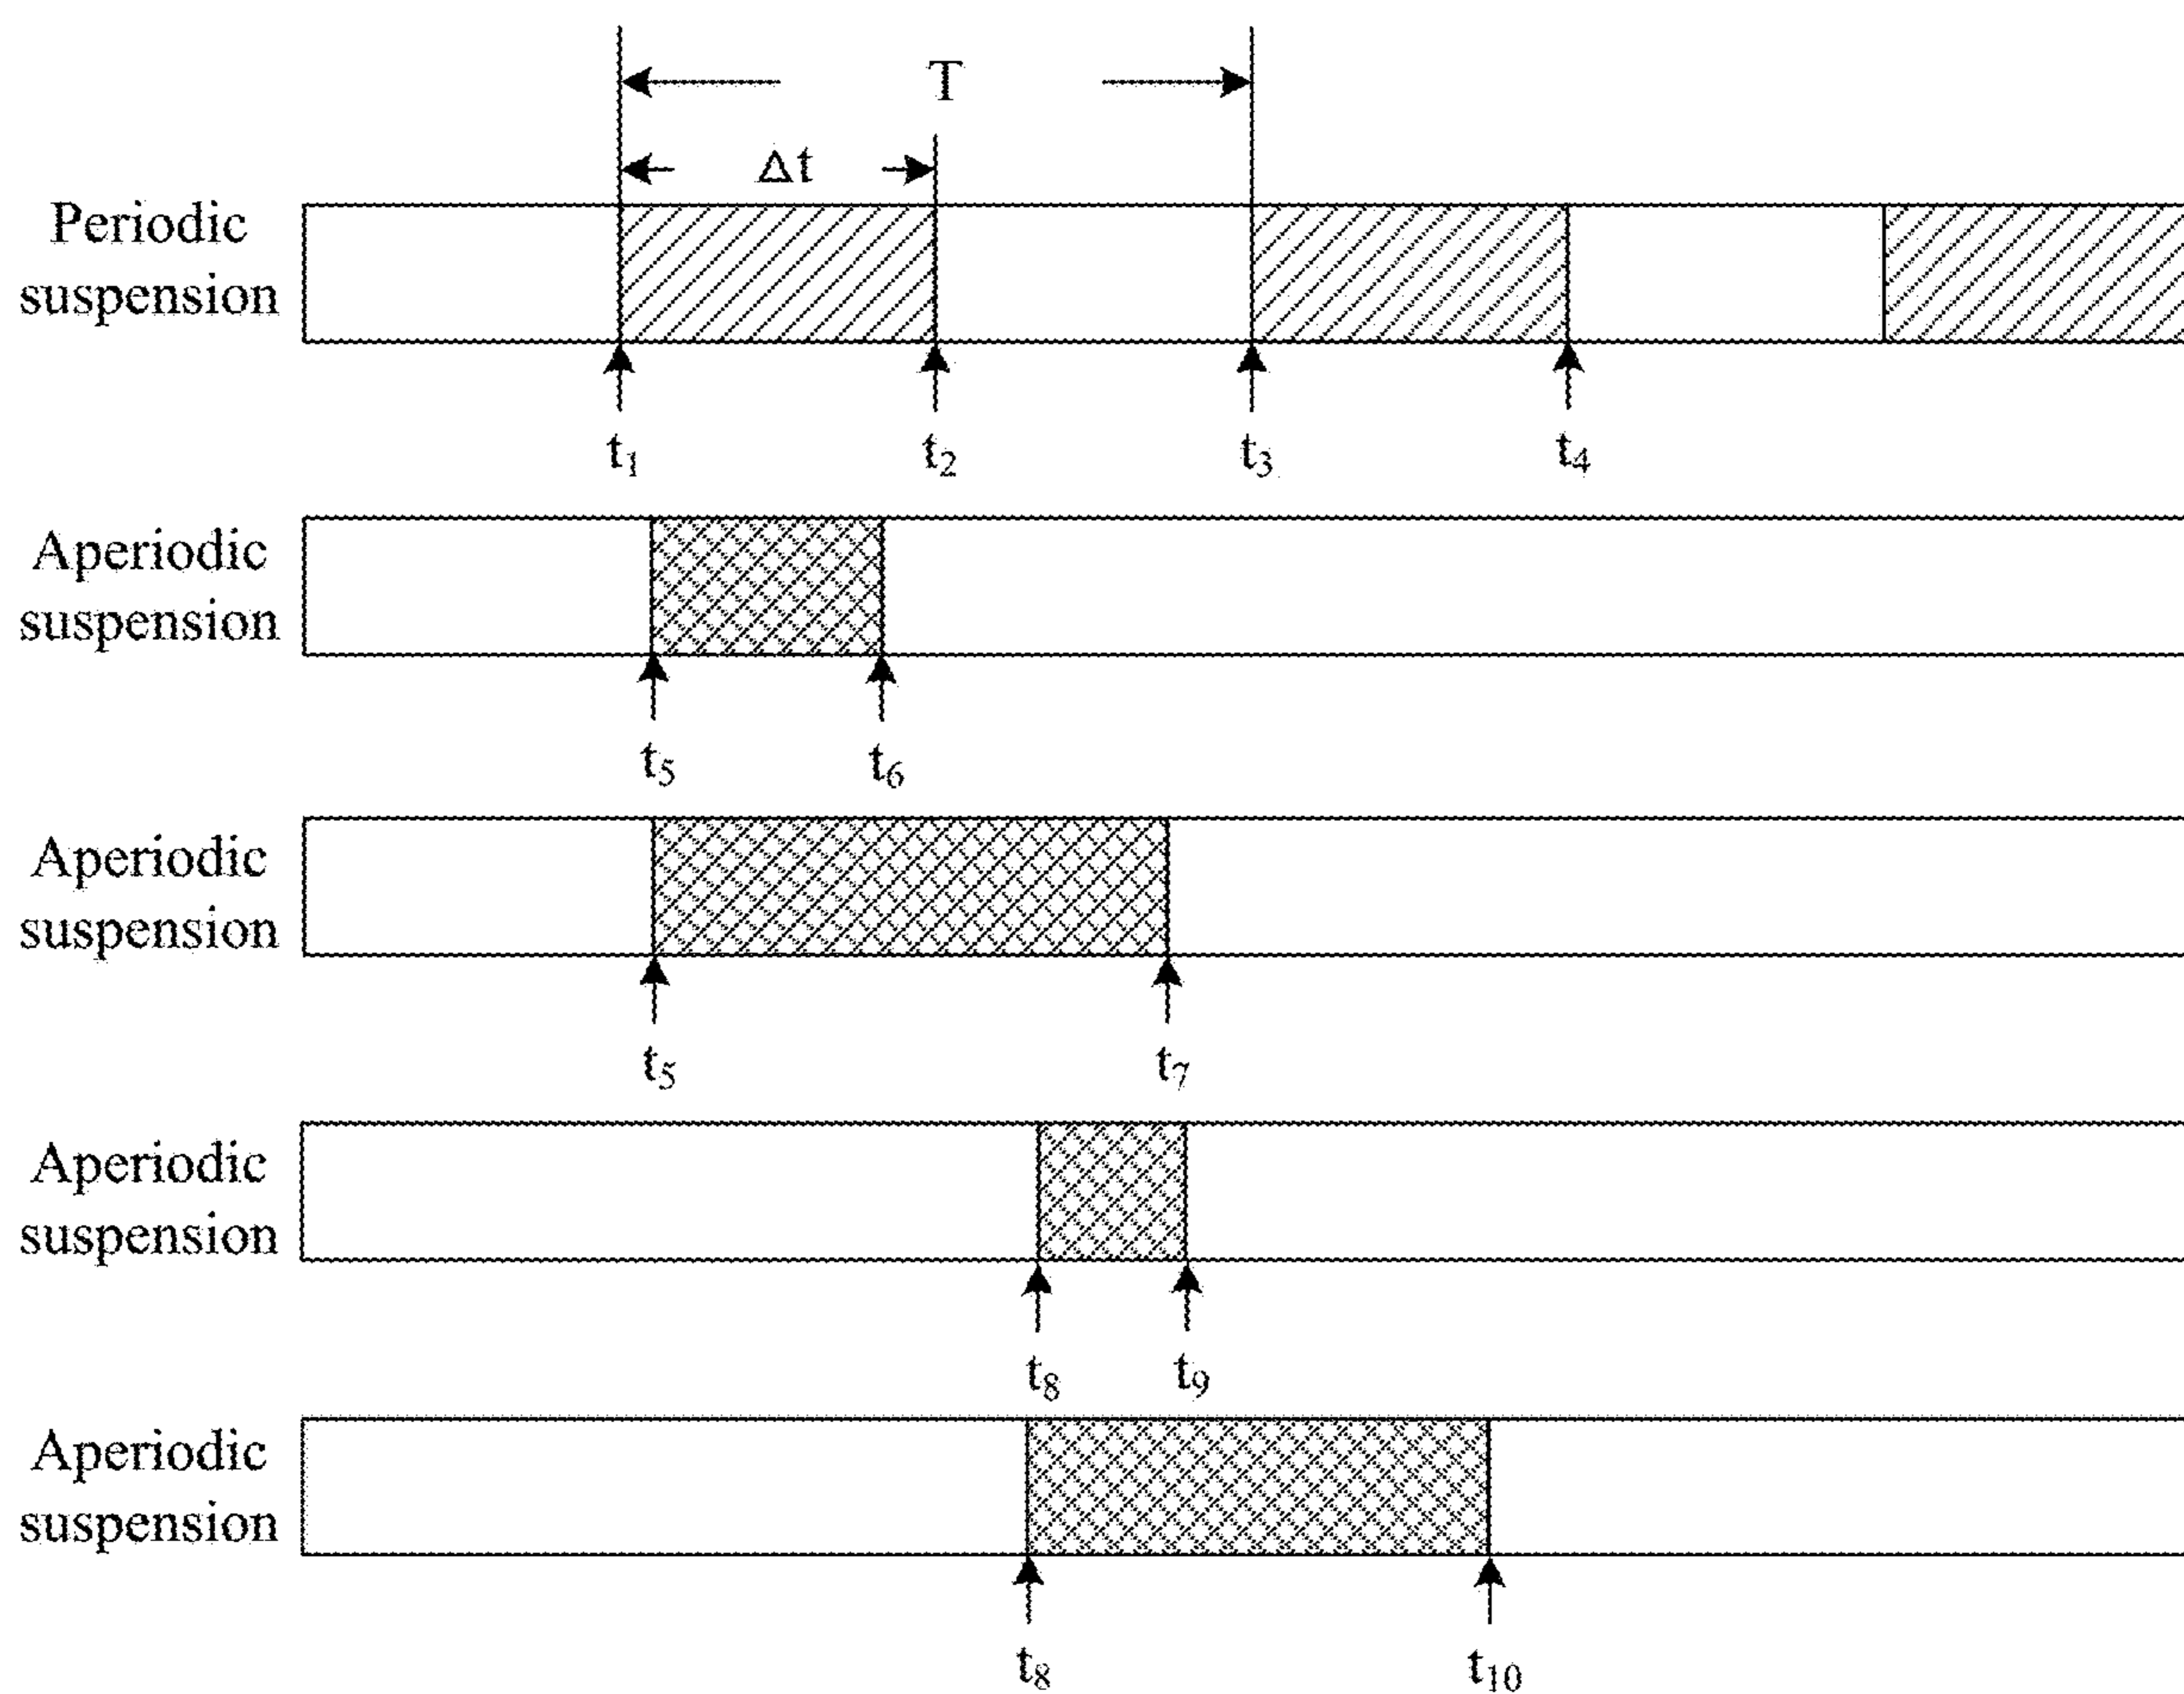 T
Δt
Periodic
suspension
t₁ t₂ t₃ t₄
Aperiodic
suspension
t₅ t₆
Aperiodic
suspension
t₅ t₇
Aperiodic
suspension
t₈ t₉
Aperiodic
suspension
t₈ t₁₀